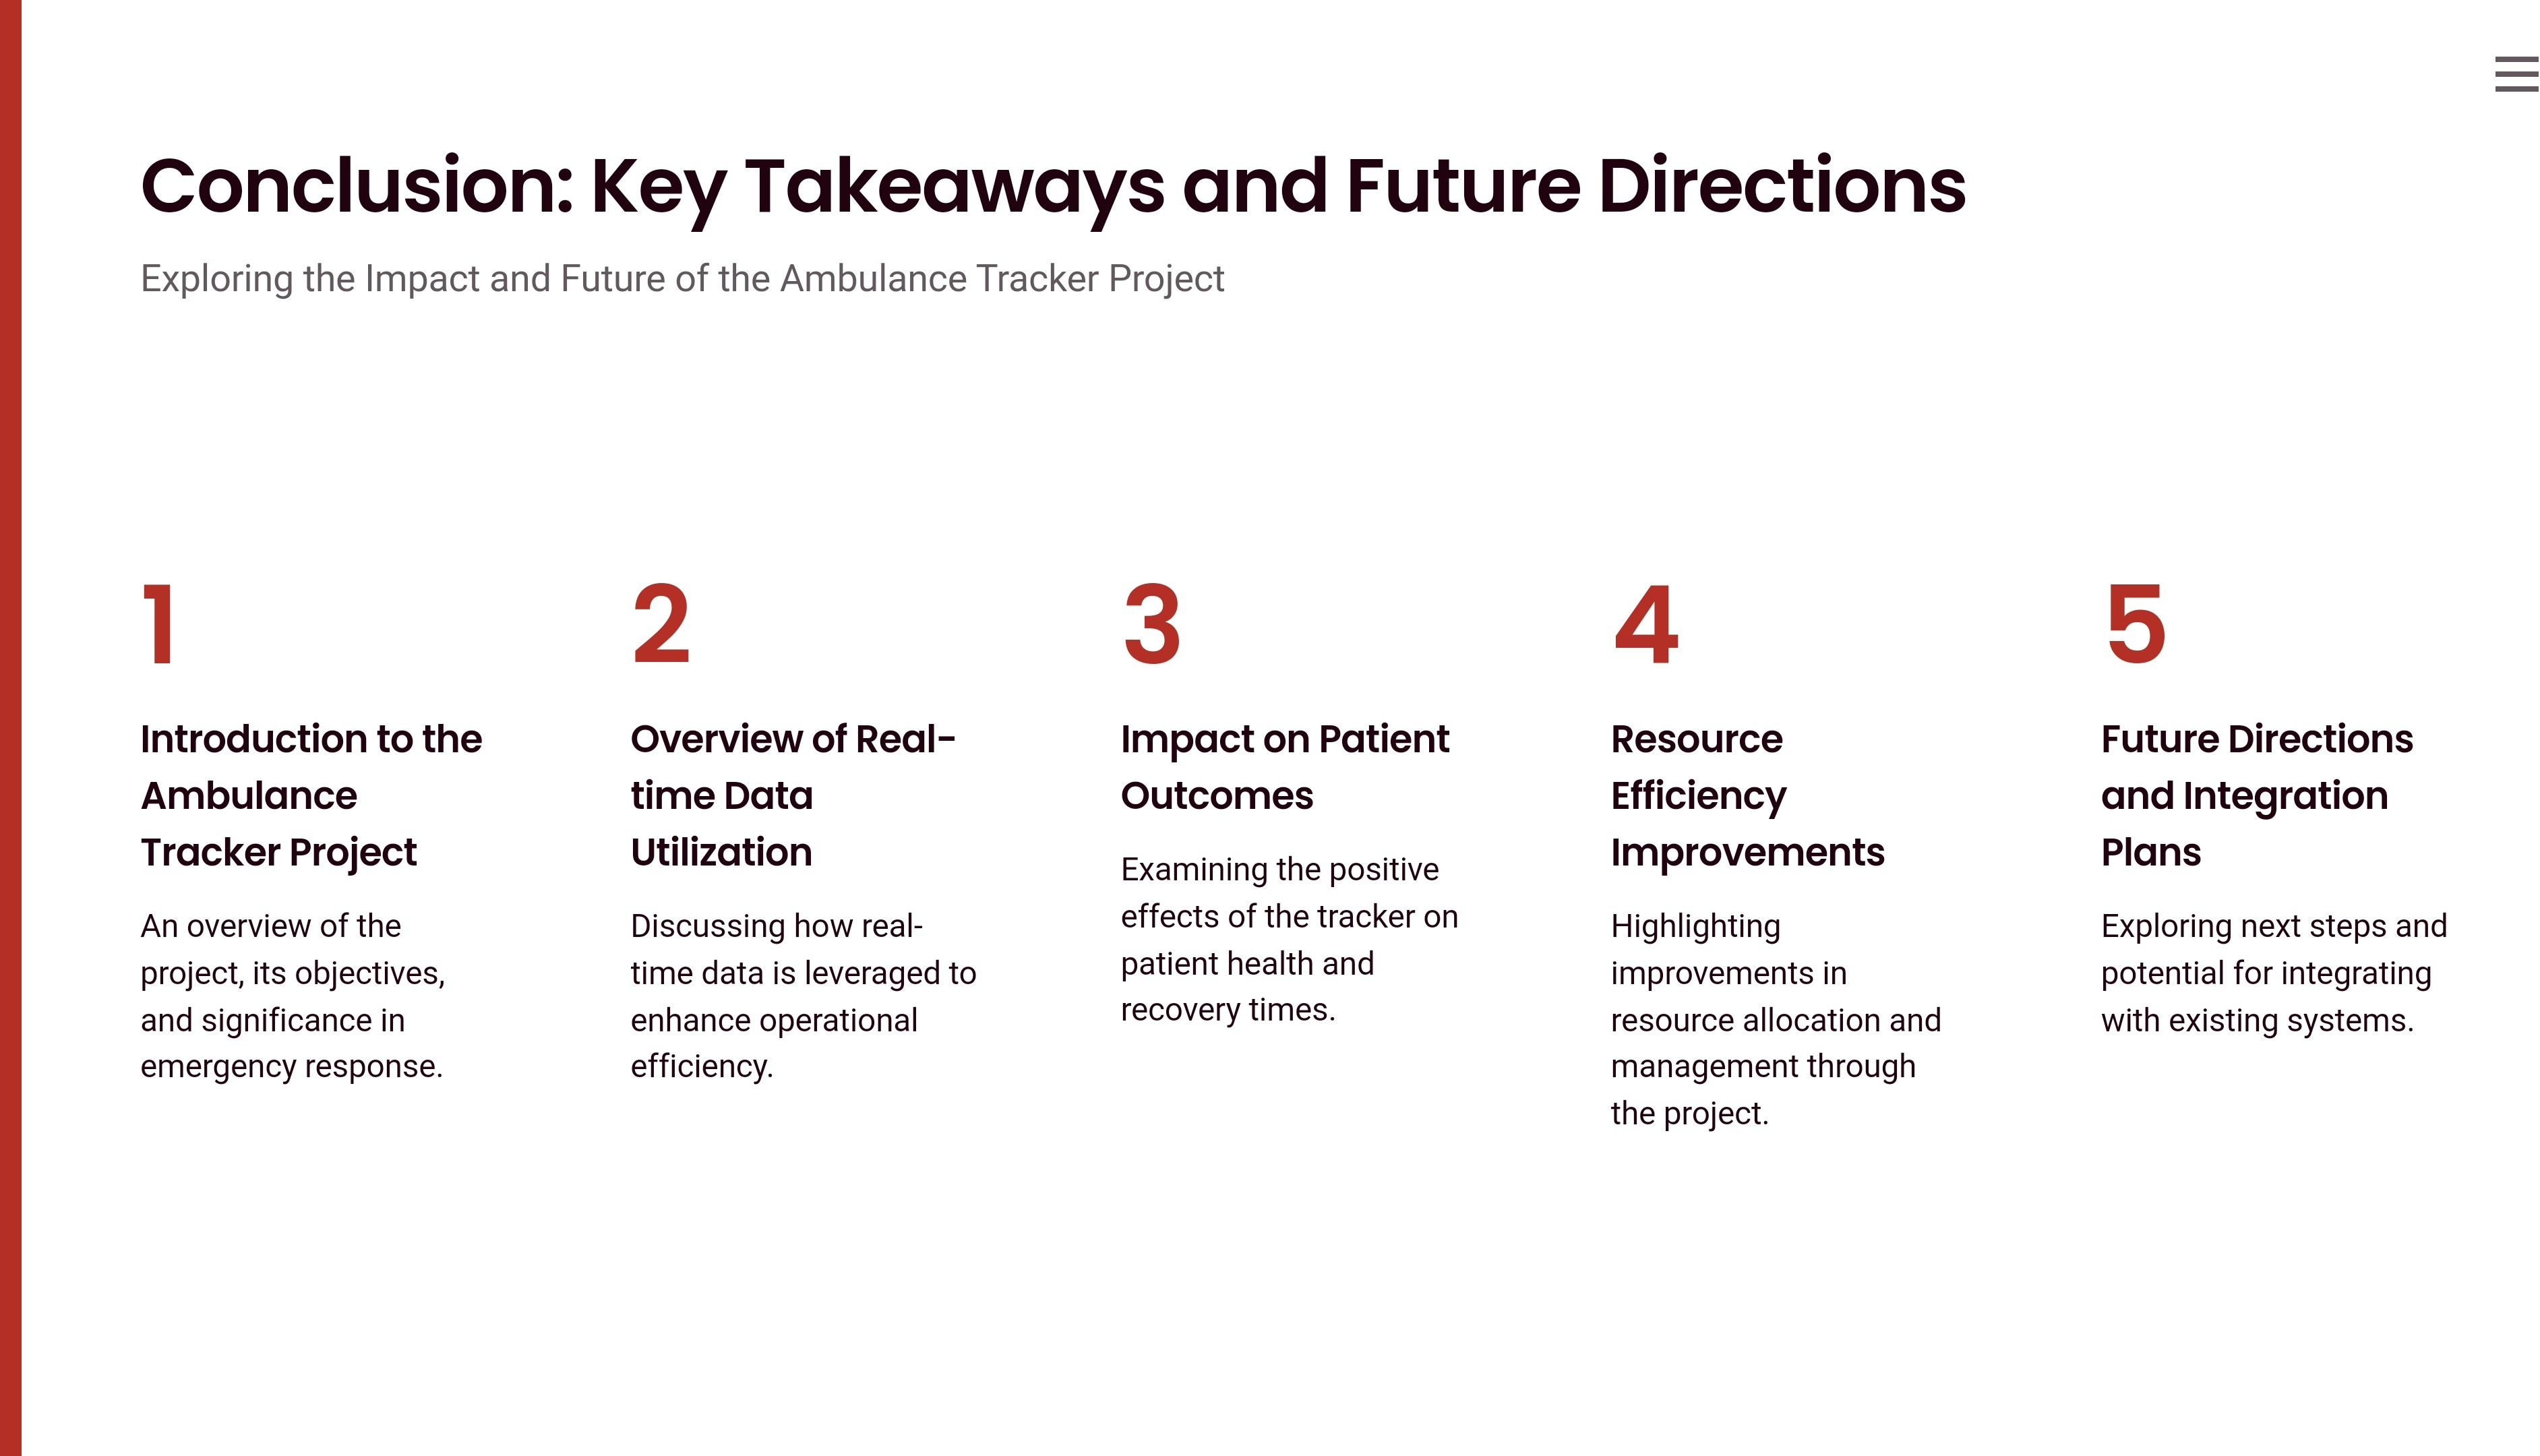 Conclusion: Key Takeaways and Future Directions
Exploring the Impact and Future of the Ambulance Tracker Project
1
Introduction to the
Ambulance
Tracker Project
An overview of the
project, its objectives,
and significance in
emergency response.
2
Overview of Real-
time Data
Utilization
Discussing how real-
time data is leveraged to
enhance operational
efficiency.
3
Impact on Patient
Outcomes
Examining the positive
effects of the tracker on
patient health and
recovery times.
4
Resource
Efficiency
Improvements
Highlighting
improvements in
resource allocation and
management through
the project.
5
Future Directions
and Integration
Plans
Exploring next steps and
potential for integrating
with existing systems.